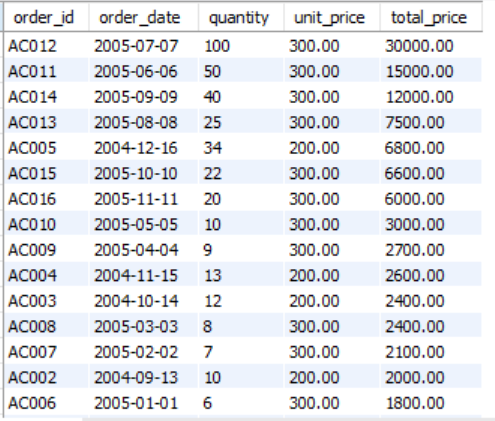 order_id order_date quantity unit_price total_price
AC012 2005-07-07 100 300.00 30000.00
AC011 2005-06-06 50 300.00 15000.00
AC014 2005-09-09 40 300.00 12000.00
AC013 2005-08-08 25 300.00 7500.00
AC005 2004-12-16 34 200.00 6800.00
AC015 2005-10-10 22 300.00 6600.00
AC016 2005-11-11 20 300.00 6000.00
AC010 2005-05-05 10 300.00 3000.00
AC009 2005-04-04 9 300.00 2700.00
AC004 2004-11-15 13 200.00 2600.00
AC003 2004-10-14 12 200.00 2400.00
AC008 2005-03-03 8 300.00 2400.00
AC007 2005-02-02 7 300.00 2100.00
AC002 2004-09-13 10 200.00 2000.00
AC006 2005-01-01 6 300.00 1800.00